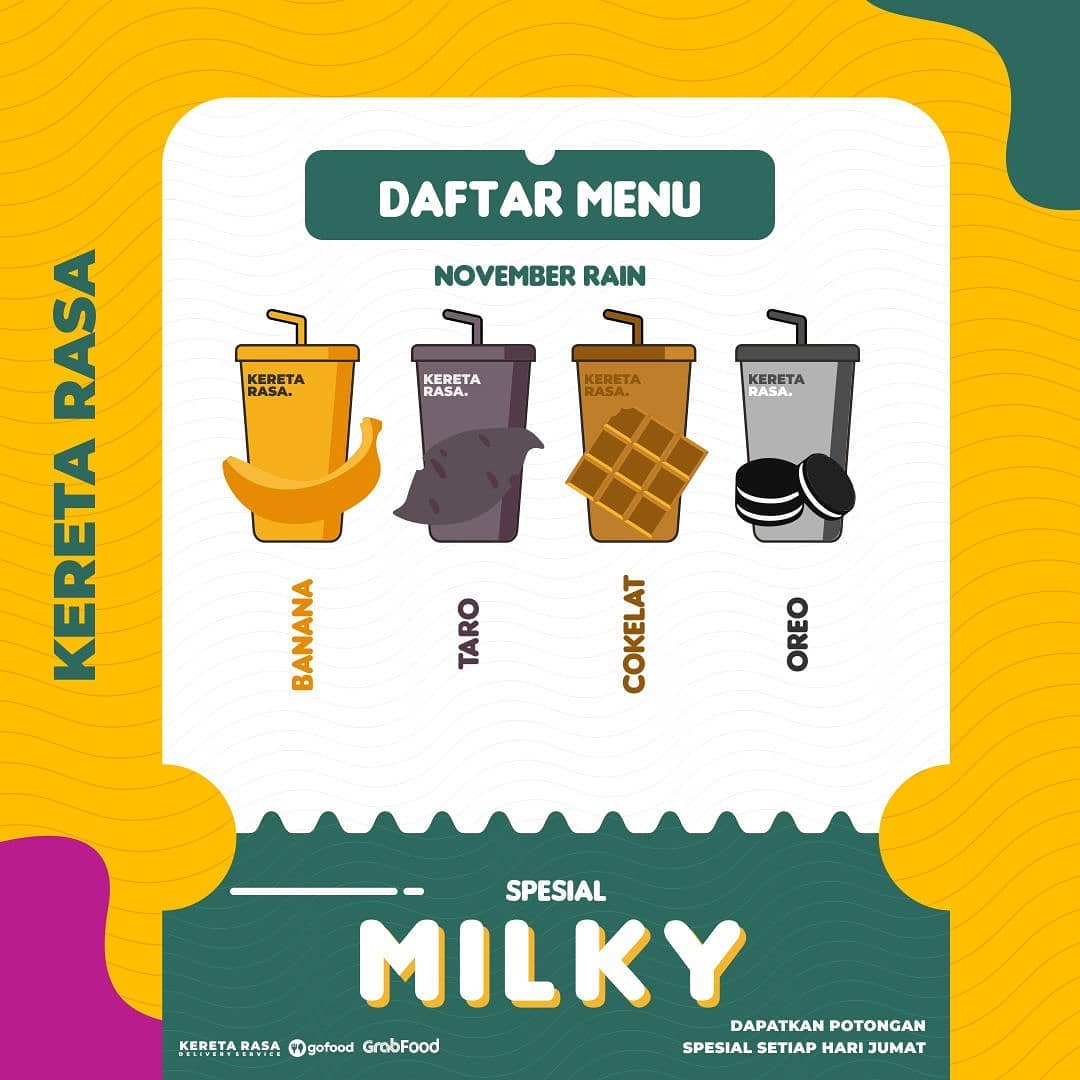 DAFTAR MENU
NOVEMBER RAIN
KERETA RASA
KERETA
RASA.
KERETA
RASA.
KERETA
RASA.
KERETA
RASA.
BANANA
TARO
COKELAT
OREO
SPESIAL
MILKY
DAPATKAN POTONGAN
SPESIAL SETIAP HARI JUMAT
KERETA RASA
DELIVERY SERVICE
gofood
GrabFood